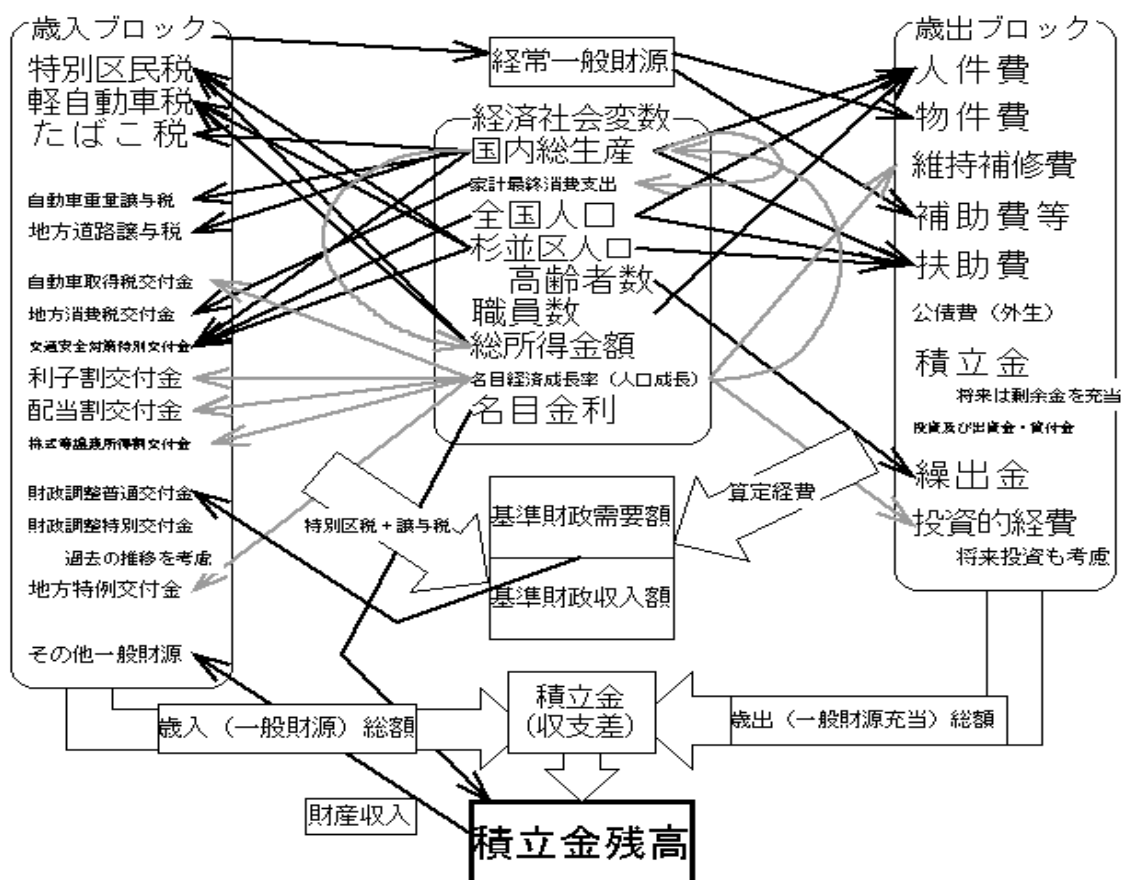 歳入ブロック
特別区民税
軽自動車税
たばこ税
自動車重量譲与税
地方道路譲与税
自動車取得税交付金
地方消費税交付金
交通安全対策特別交付金
利子割交付金
配当割交付金
株式等譲渡所得割交付金
財政調整普通交付金
財政調整特別交付金
過去の推移を考慮
地方特例交付金
その他一般財源
経常一般財源
経済社会変数
国内総生産
家計最終消費支出
全国人口
杉並区人口
高齢者数
職員数
総所得金額
名目経済成長率（人口成長）
名目金利
特別区税＋譲与税
算定経費
基準財政需要額
基準財政収入額
歳出ブロック
人件費
物件費
維持補修費
補助費等
扶助費
公債費（外生）
積立金
将来は剰余金を充当
投資及び出資金・貸付金
繰出金
投資的経費
将来投資も考慮
歳入（一般財源）総額
積立金
（収支差）
歳出（一般財源充当）総額
財産収入
積立金残高